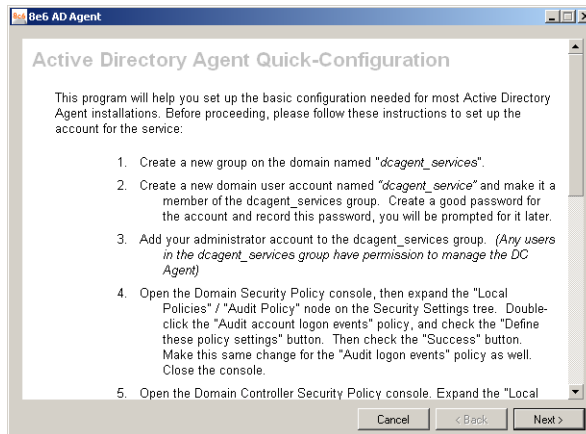 8e6 AD Agent
Active Directory Agent Quick-Configuration
This program will help you set up the basic configuration needed for most Active Directory
Agent installations. Before proceeding, please follow these instructions to set up the
account for the service:
1. Create a new group on the domain named "dcagent_services".
2. Create a new domain user account named "dcagent_service" and make it a
member of the dcagent_services group. Create a good password for
the account and record this password, you will be prompted for it later.
3. Add your administrator account to the dcagent_services group. (Any users
in the dcagent_services group have permission to manage the DC
Agent)
4. Open the Domain Security Policy console, then expand the "Local
Policies" / "Audit Policy" node on the Security Settings tree. Double-
click the "Audit account logon events" policy, and check the "Define
these policy settings" button. Then check the "Success" button.
Make this same change for the "Audit logon events" policy as well.
Close the console.
5. Open the Domain Controller Security Policy console. Expand the "Local
Cancel < Back Next >